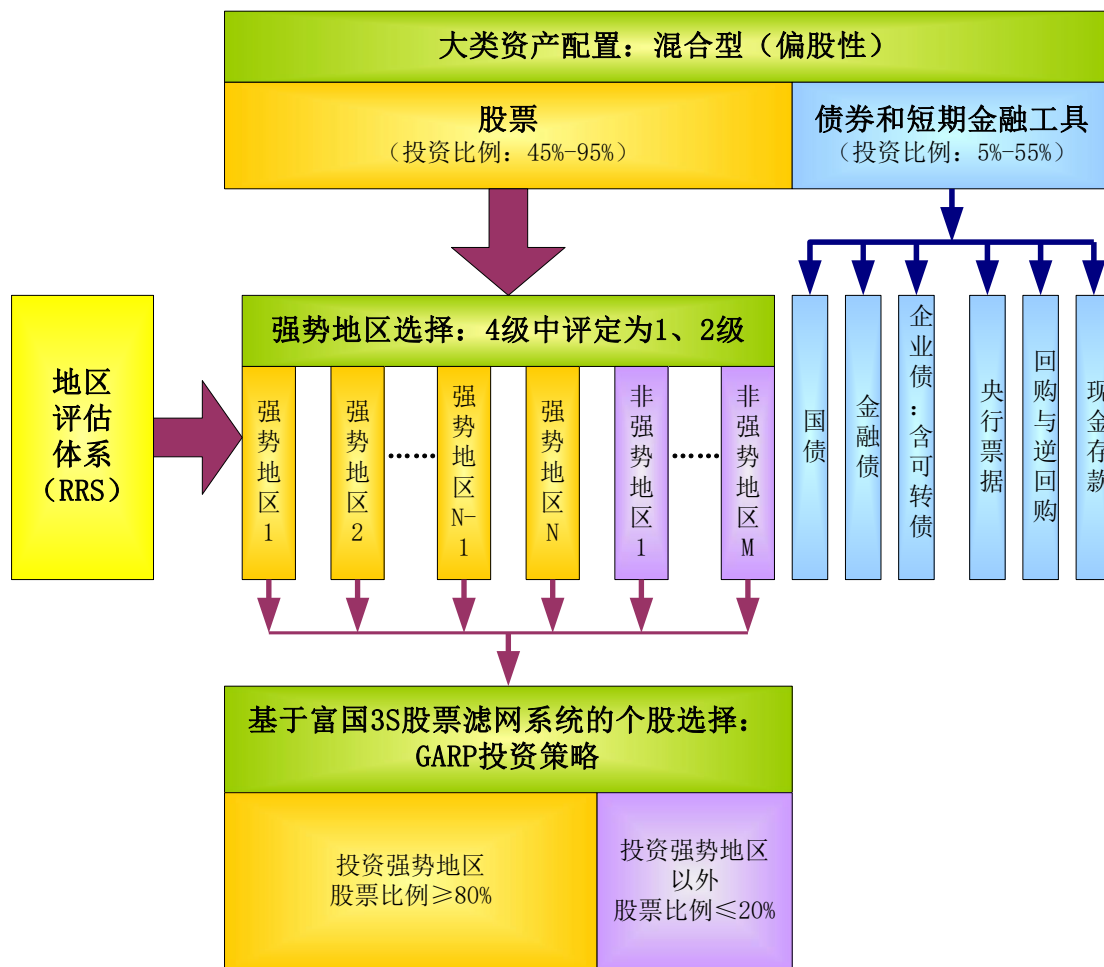 大类资产配置：混合型（偏股性）
股票
（投资比例：45%-95%）
债券和短期金融工具
（投资比例：5%-55%）
地区
评估
体系
（RRS）
强势地区选择：4级中评定为1、2级
强势地区1
强势地区2
……
强势地区N-1
强势地区N
非强势地区1
……
非强势地区M
国债
金融债
企业债：含可转债
央行票据
回购与逆回购
现金存款
基于富国3S股票滤网系统的个股选择：
GARP投资策略
投资强势地区
股票比例≥80%
投资强势地区
以外
股票比例≤20%